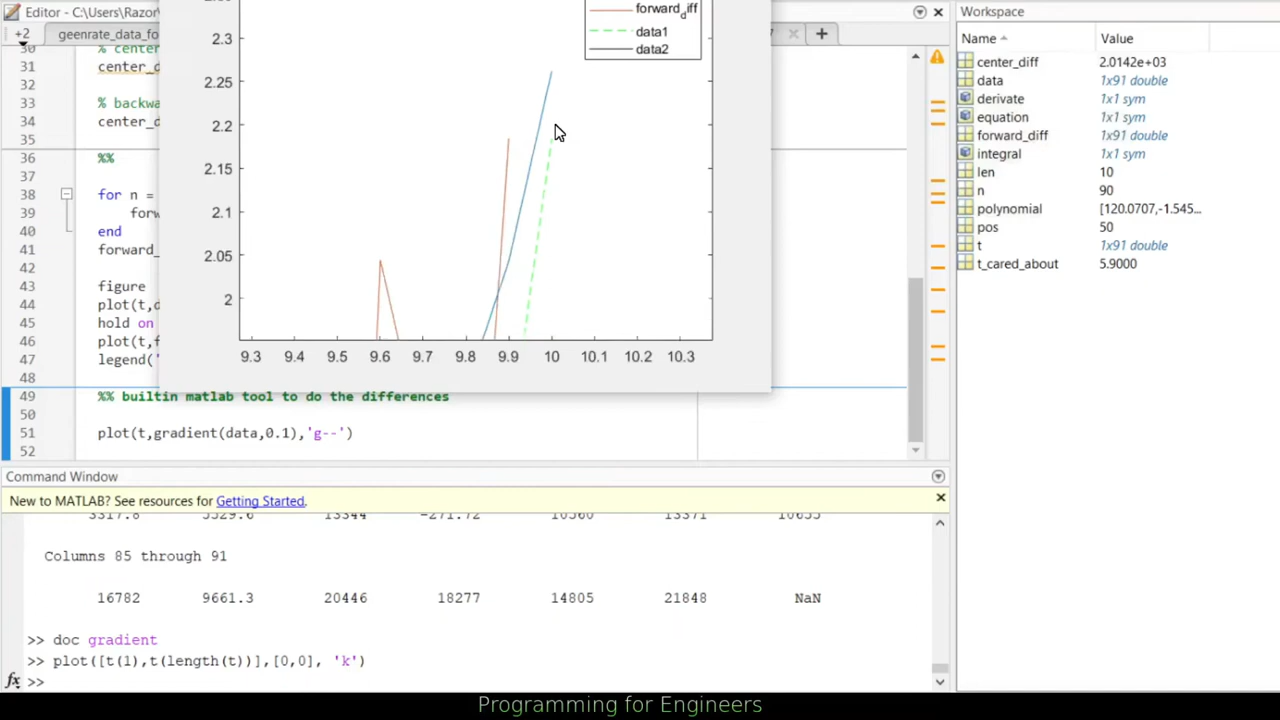 Editor - C:\Users\Razor
+2
geenrate_data_fo
30
% center
31
center_d
32
33
% backwa
34
center_d
35
36
%%
37
38
for n =
39
forw
40
end
41
forward_
42
43
figure
44
plot(t,d
45
hold on
46
plot(t,f
47
legend('
48
49
%% builtin matlab tool to do the differences
50
51
plot(t,gradient(data,0.1),'g--')
52
forward_diff
data1
data2
2.3
2.25
2.2
2.15
2.1
2.05
2
9.3 9.4 9.5 9.6 9.7 9.8 9.9 10 10.1 10.2 10.3
Command Window
New to MATLAB? See resources for Getting Started.
Columns 85 through 91
16782 9661.3 20446 18277 14805 21848 NaN
>> doc gradient
>> plot([t(1),t(length(t))],[0,0], 'k')
fx >>
Workspace
Name Value
center_diff 2.0142e+03
data 1x91 double
derivate 1x1 sym
equation 1x1 sym
forward_diff 1x91 double
integral 1x1 sym
len 10
n 90
polynomial [120.0707,-1.545...
pos 50
t 1x91 double
t_cared_about 5.9000
Programming for Engineers